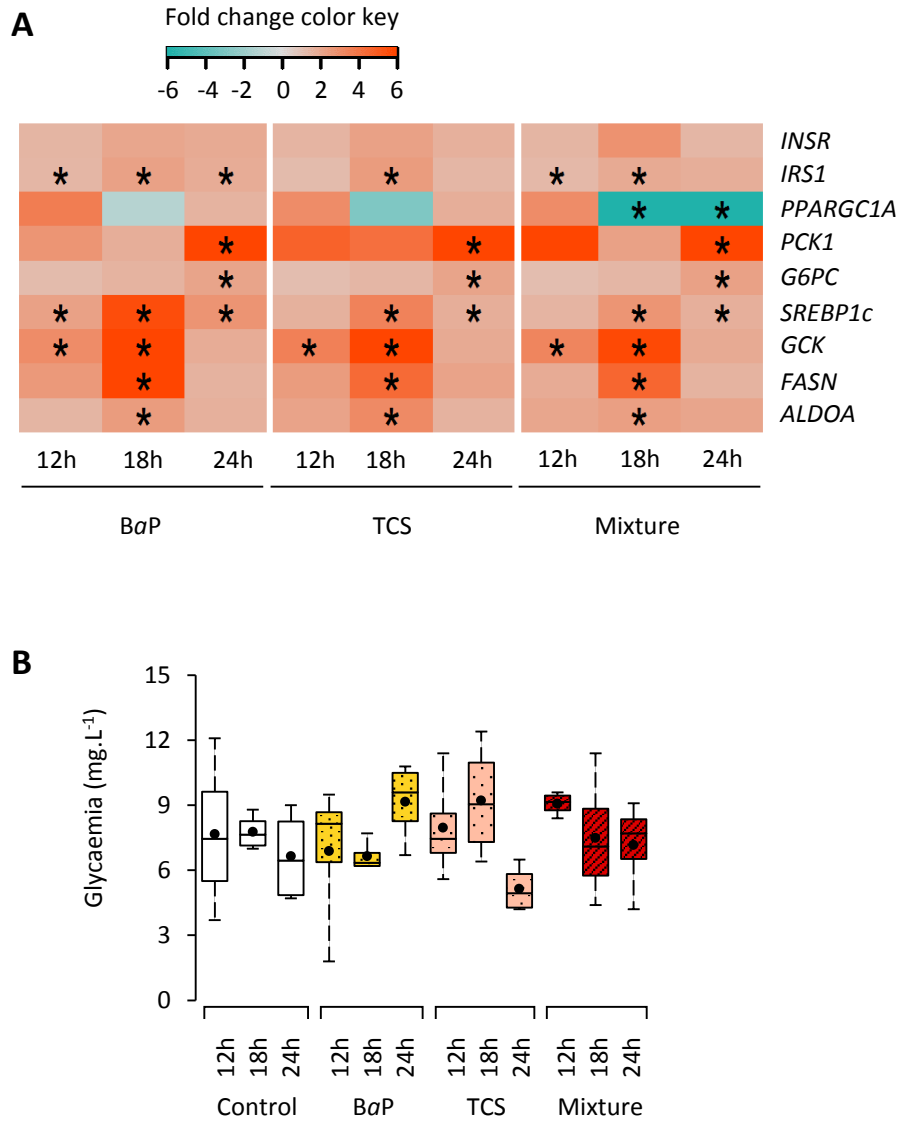 A
Fold change color key
-6 -4 -2 0 2 4 6
INSR
* * * * * * IRS1
* * PPARGC1A
* * * PCK1
* * * G6PC
* * * * * * * SREBP1c
* * * * * * GCK
* * * FASN
* * * ALDOA
12h 18h 24h 12h 18h 24h 12h 18h 24h
BaP TCS Mixture
B
Glycaemia (mg.L⁻¹)
15
12
9
6
3
0
12h 18h 24h 12h 18h 24h 12h 18h 24h 12h 18h 24h
Control BaP TCS Mixture